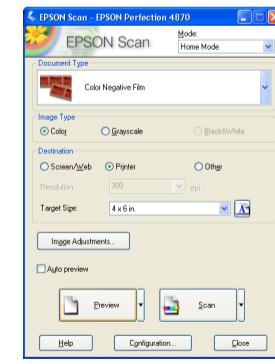 EPSON Scan - EPSON Perfection 4870
EPSON Scan
Mode:
Home Mode
Document Type
Color Negative Film
Image Type
Color Grayscale Black&White
Destination
Screen/Web Printer Other
Resolution 300 dpi
Target Size: 4 x 6 in.
Image Adjustments...
Auto preview
Preview Scan
Help Configuration... Close